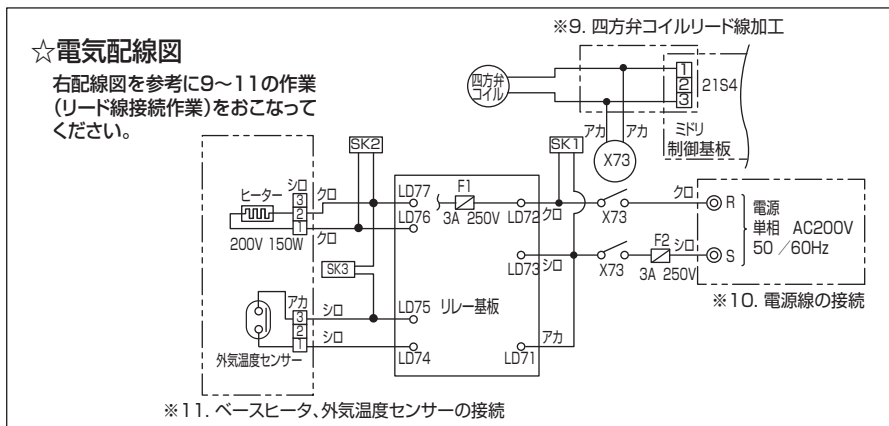 ※9. 四方弁コイルリード線加工
☆電気配線図
右配線図を参考に9～11の作業
(リード線接続作業)をおこなって
ください。
四方弁
コイル
1
2
3
21S4
アカ
アカ
ミドリ
制御基板
X73
SK2
SK1
ヒーター
シロ
3
2
1
クロ
クロ
200V 150W
LD77
LD76
F1
3A 250V
LD72
クロ
X73
クロ
R
電源
単相 AC200V
50 ／60Hz
LD73
シロ
X73
F2
シロ
3A 250V
S
SK3
※10. 電源線の接続
アカ
3
2
1
シロ
シロ
LD75
リレー基板
LD74
アカ
LD71
外気温度センサー
※11. ベースヒータ、外気温度センサーの接続